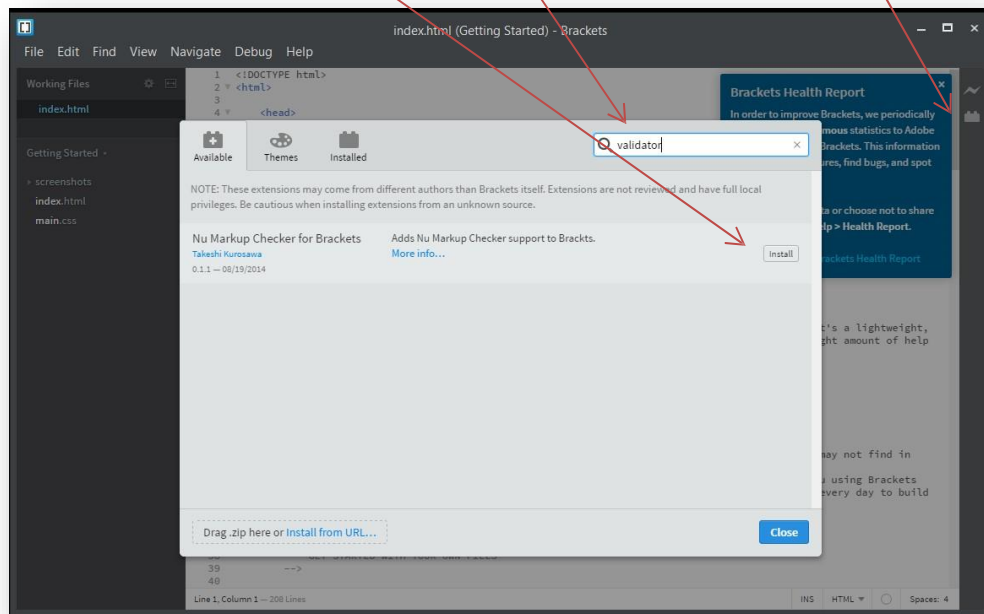 index.html (Getting Started) - Brackets
File Edit Find View Navigate Debug Help
Working Files
index.html
Getting Started
screenshots
index.html
main.css
1 <!DOCTYPE html>
2 <html>
3
4 <head>
Brackets Health Report
In order to improve Brackets, we periodically
mous statistics to Adobe
Brackets. This information
ures, find bugs, and spot
ta or choose not to share
lp > Health Report.
rackets Health Report
Available
Themes
Installed
validator
NOTE: These extensions may come from different authors than Brackets itself. Extensions are not reviewed and have full local
privileges. Be cautious when installing extensions from an unknown source.
Nu Markup Checker for Brackets
Takeshi Kurosawa
0.1.1 — 08/19/2014
Adds Nu Markup Checker support to Brackts.
More info...
Install
t's a lightweight,
ght amount of help
may not find in
u using Brackets
every day to build
Drag .zip here or Install from URL...
Close
39 -->
40
Line 1, Column 1 — 208 Lines
INS HTML Spaces: 4